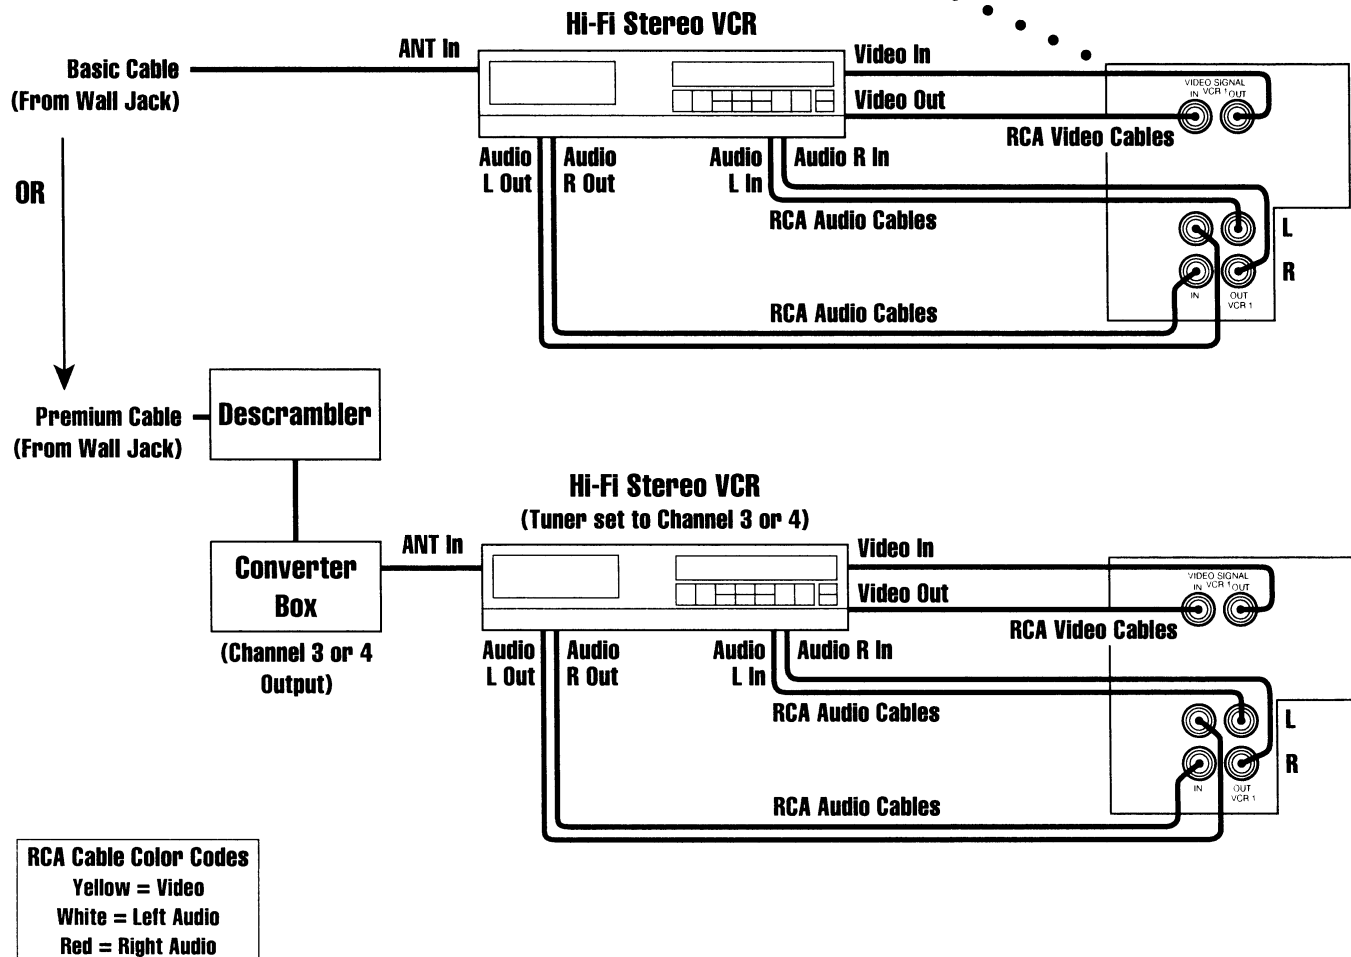 Hi-Fi Stereo VCR
ANT In
Basic Cable
(From Wall Jack)
Video In
Video Out
VIDEO SIGNAL
IN VCR 1 OUT
RCA Video Cables
Audio
L Out
Audio
R Out
Audio
L In
Audio R In
RCA Audio Cables
L
R
IN
OUT
VCR 1
RCA Audio Cables
OR
Premium Cable
(From Wall Jack)
Descrambler
Converter
Box
(Channel 3 or 4
Output)
Hi-Fi Stereo VCR
(Tuner set to Channel 3 or 4)
ANT In
Video In
Video Out
VIDEO SIGNAL
IN VCR 1 OUT
RCA Video Cables
Audio
L Out
Audio
R Out
Audio
L In
Audio R In
RCA Audio Cables
L
R
IN
OUT
VCR 1
RCA Audio Cables
RCA Cable Color Codes
Yellow = Video
White = Left Audio
Red = Right Audio